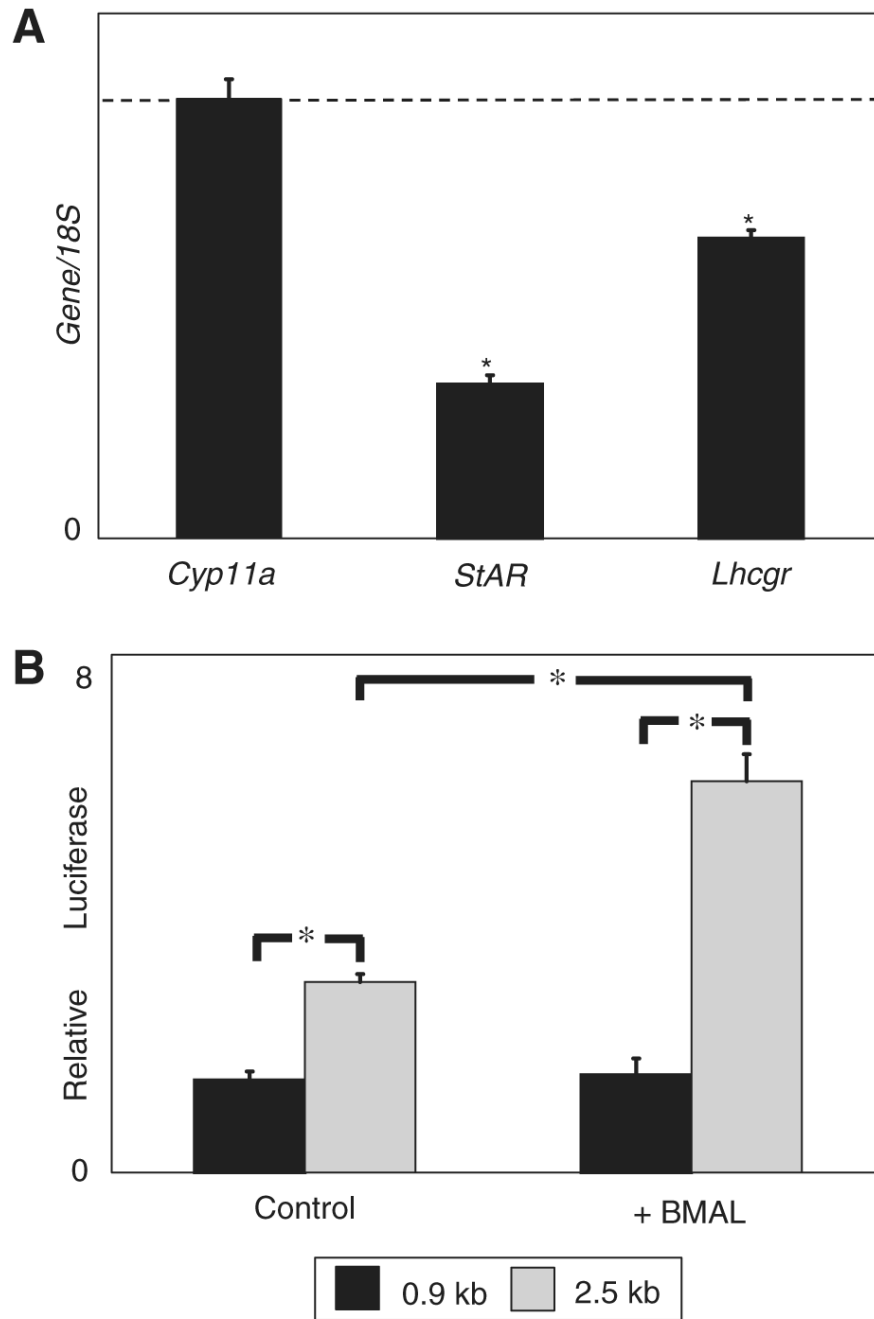 A
Gene/18S
*
*
0
Cyp11a StAR Lhcgr
B
8
Relative Luciferase
*
*
*
0
Control + BMAL
0.9 kb 2.5 kb